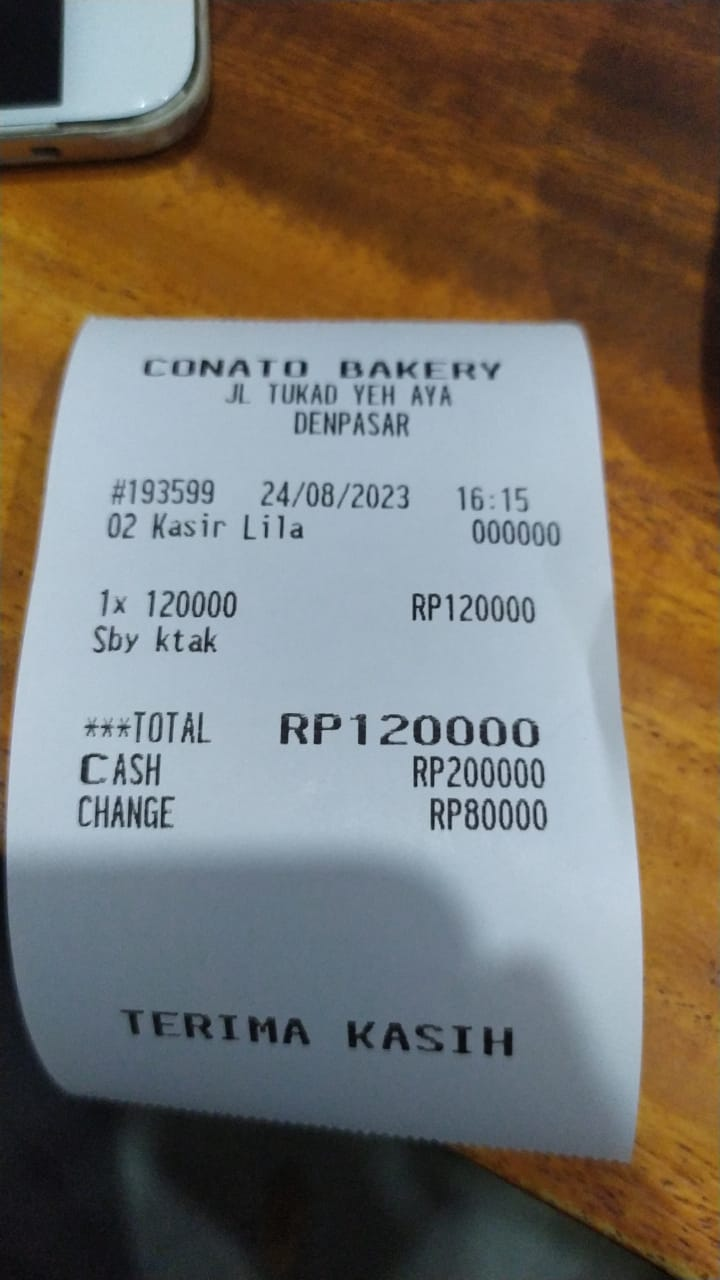 CONATO BAKERY
JL TUKAD YEH AYA
DENPASAR
#193599 24/08/2023 16:15
02 Kasir Lila 000000
1x 120000 RP120000
Sby ktak
***TOTAL RP120000
CASH RP200000
CHANGE RP80000
TERIMA KASIH